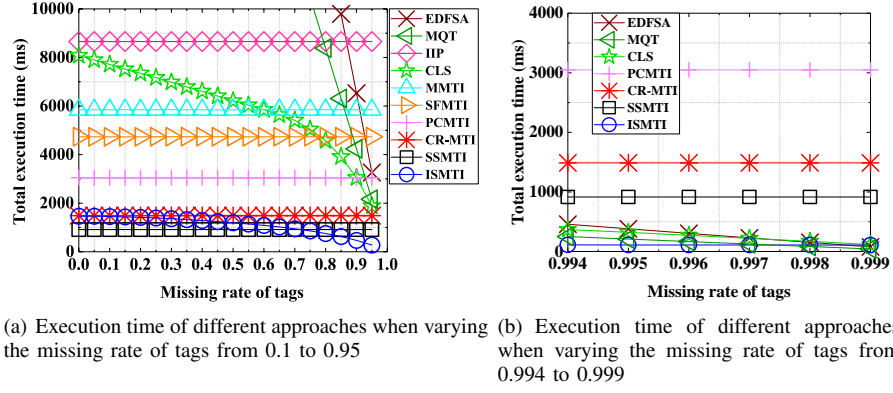 10000
8000
6000
4000
2000
0
Total execution time (ms)
0.0 0.1 0.2 0.3 0.4 0.5 0.6 0.7 0.8 0.9 1.0
Missing rate of tags
EDFSA
MQT
IIP
CLS
MMTI
SFMTI
PCMTI
CR-MTI
SSMTI
ISMTI
4000
3000
2000
1000
0
Total execution time (ms)
0.994 0.995 0.996 0.997 0.998 0.999
Missing rate of tags
EDFSA
MQT
CLS
PCMTI
CR-MTI
SSMTI
ISMTI
(a) Execution time of different approaches when varying
the missing rate of tags from 0.1 to 0.95
(b) Execution time of different approache
when varying the missing rate of tags from
0.994 to 0.999